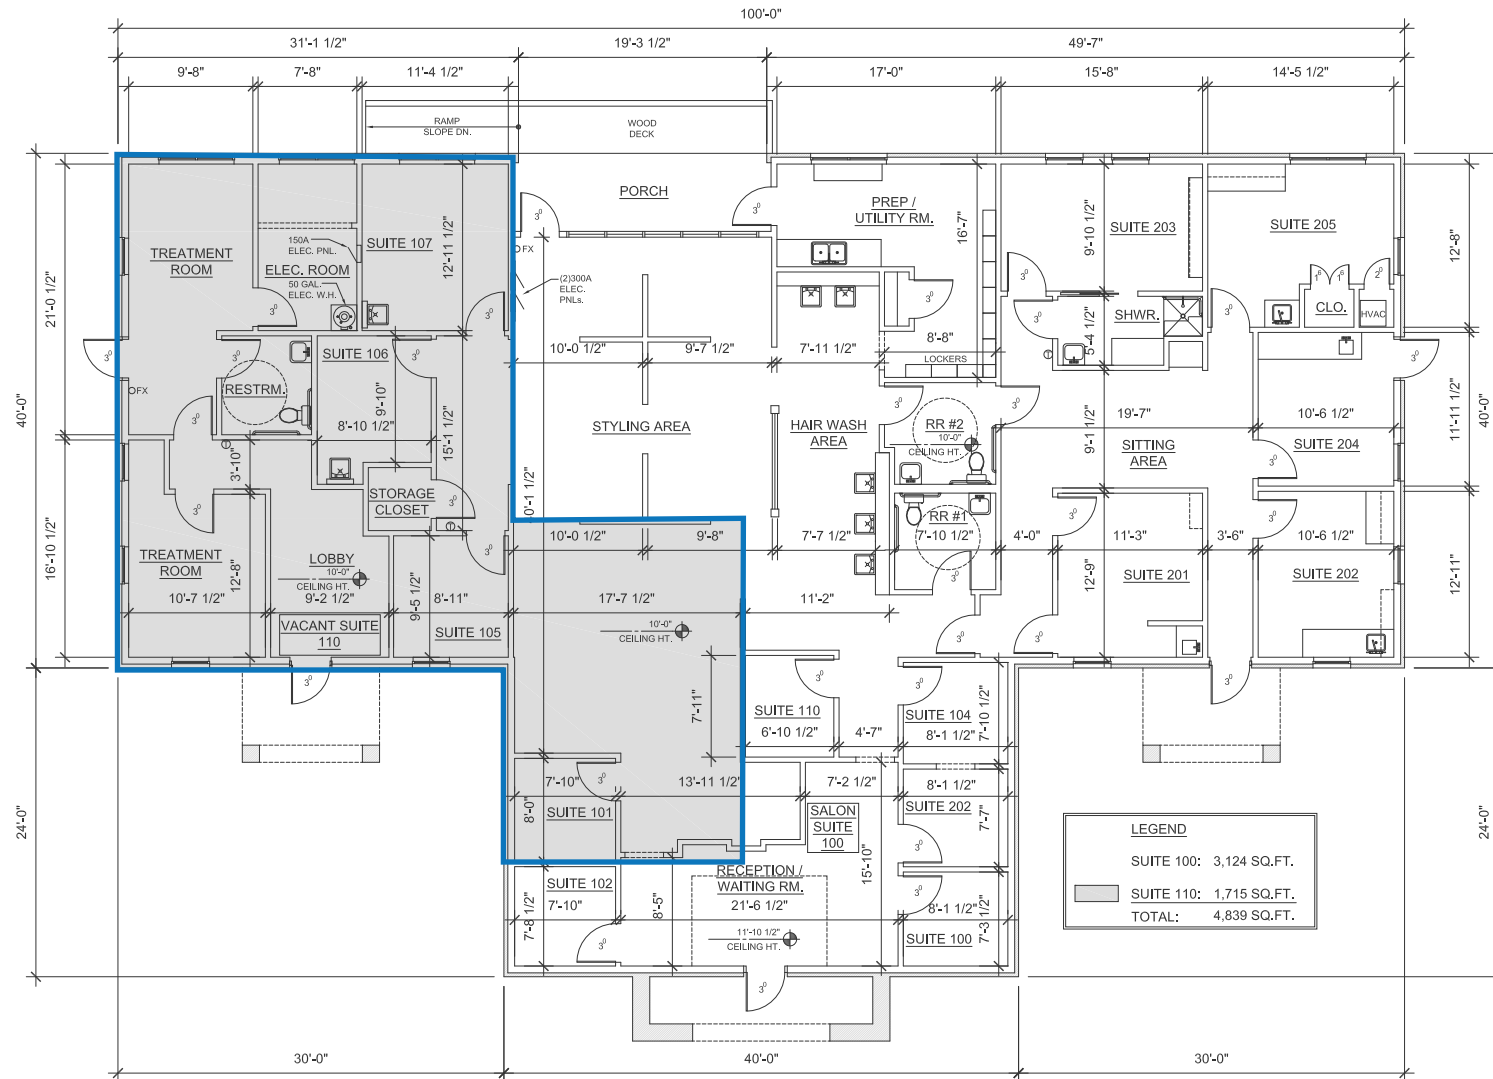 100'-0"
31'-1 1/2"
19'-3 1/2"
49'-7"
9'-8"
7'-8"
11'-4 1/2"
17'-0"
15'-8"
14'-5 1/2"
RAMP
SLOPE DN.
WOOD
DECK
PORCH
PREP /
UTILITY RM.
16'-7"
SUITE 203
9'-10 1/2"
SUITE 205
12'-8"
TREATMENT
ROOM
150A
ELEC. PNL.
ELEC. ROOM
50 GAL.
ELEC. W.H.
SUITE 107
12'-11 1/2"
FX
(2)300A
ELEC.
PNLs.
21'-0 1/2"
40'-0"
SHWR.
5'-4 1/2"
CLO.
HVAC
SUITE 106
9'-10"
8'-10 1/2"
RESTRM.
FX
10'-0 1/2"
9'-7 1/2"
7'-11 1/2"
8'-8"
LOCKERS
STYLING AREA
HAIR WASH
AREA
RR #2
10'-0"
CEILING HT.
9'-1 1/2"
19'-7"
SITTING
AREA
10'-6 1/2"
SUITE 204
11'-11 1/2"
40'-0"
3'-10"
15'-1 1/2"
STORAGE
CLOSET
16'-10 1/2"
TREATMENT
ROOM
10'-7 1/2"
12'-8"
LOBBY
10'-0"
CEILING HT.
9'-2 1/2"
VACANT SUITE
110
9'-5 1/2"
8'-11"
SUITE 105
10'-0 1/2"
9'-8"
7'-7 1/2"
RR #1
7'-10 1/2"
4'-0"
11'-3"
3'-6"
10'-6 1/2"
12'-9"
SUITE 201
SUITE 202
12'-11"
17'-7 1/2"
11'-2"
10'-0"
CEILING HT.
7'-11"
SUITE 110
6'-10 1/2"
4'-7"
SUITE 104
8'-1 1/2"
7'-10 1/2"
7'-10"
13'-11 1/2"
7'-2 1/2"
8'-1 1/2"
8'-0"
SUITE 101
SALON
SUITE
100
SUITE 202
7'-7"
24'-0"
24'-0"
15'-10"
RECEPTION /
WAITING RM.
21'-6 1/2"
SUITE 102
7'-10"
7'-8 1/2"
8'-5"
8'-1 1/2"
7'-3 1/2"
SUITE 100
11'-10 1/2"
CEILING HT.
LEGEND
SUITE 100: 3,124 SQ.FT.
SUITE 110: 1,715 SQ.FT.
TOTAL: 4,839 SQ.FT.
30'-0"
40'-0"
30'-0"